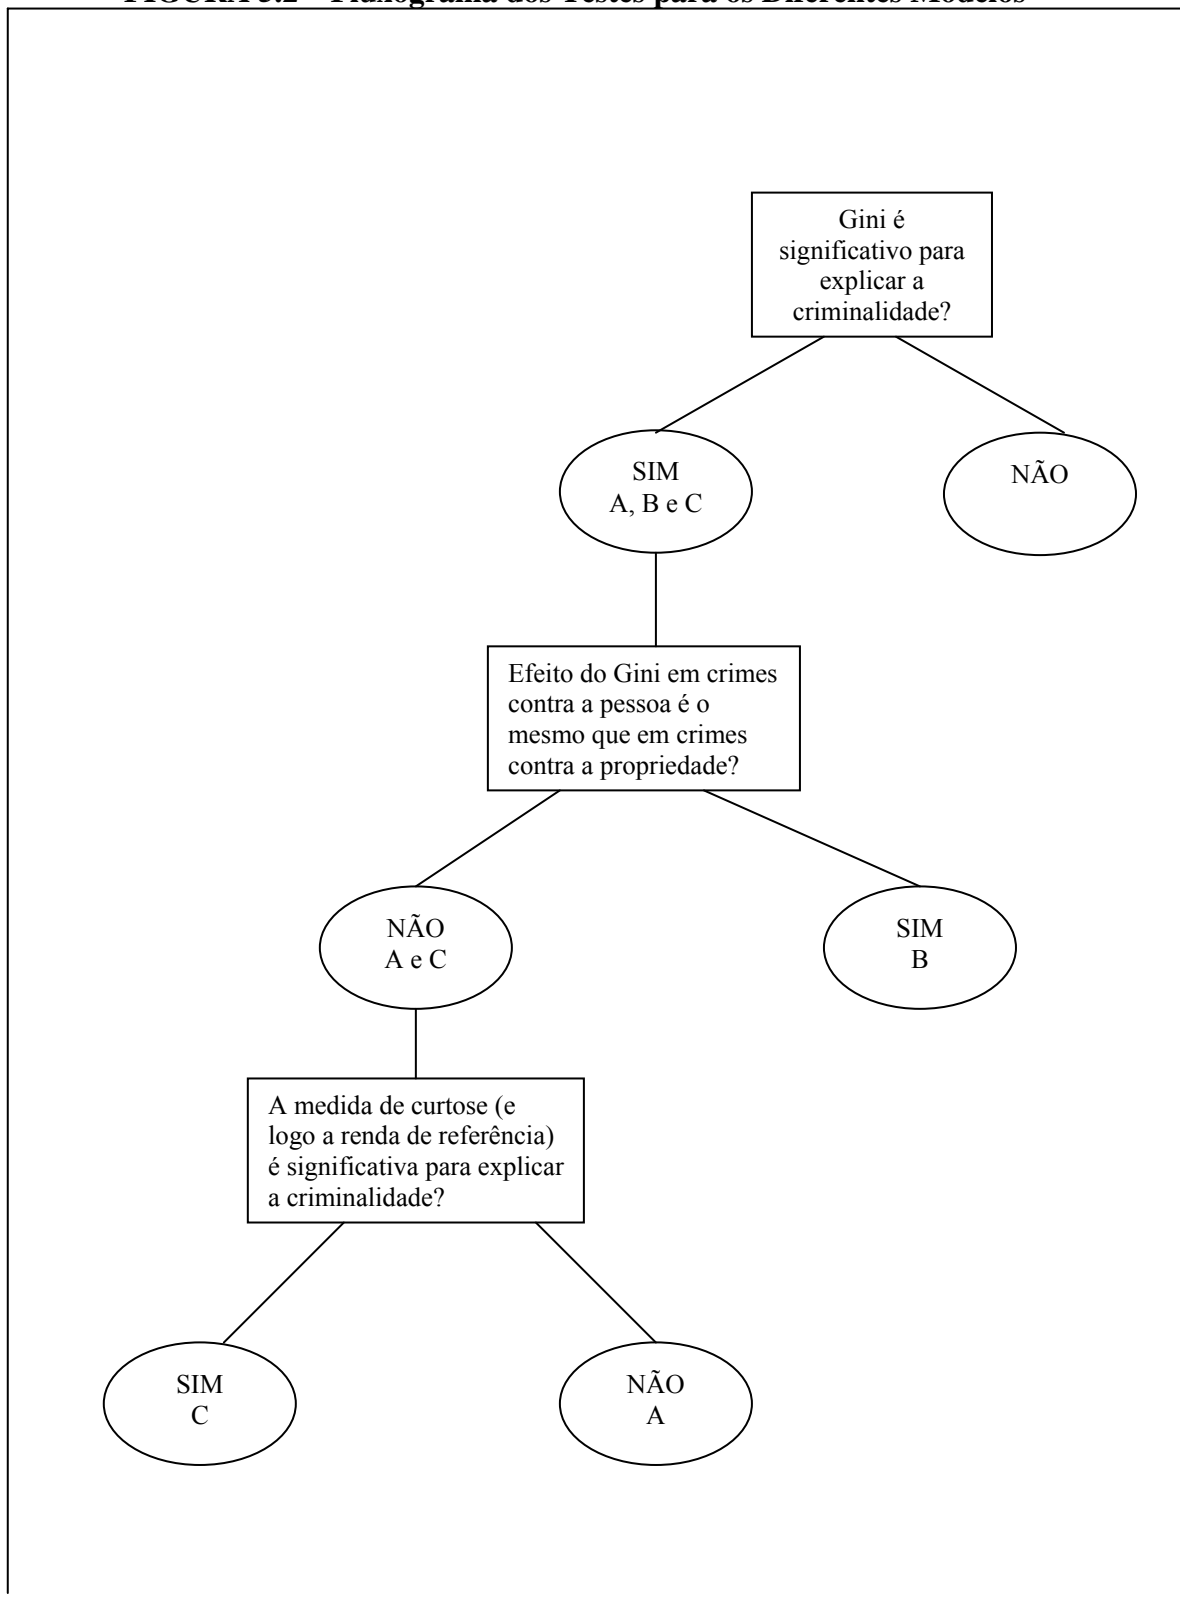 FIGURA 3.2 – Fluxograma dos Testes para os Diferentes Modelos
Gini é
significativo para
explicar a
criminalidade?
SIM
A, B e C
NÃO
Efeito do Gini em crimes
contra a pessoa é o
mesmo que em crimes
contra a propriedade?
NÃO
A e C
SIM
B
A medida de curtose (e
logo a renda de referência)
é significativa para explicar
a criminalidade?
SIM
C
NÃO
A